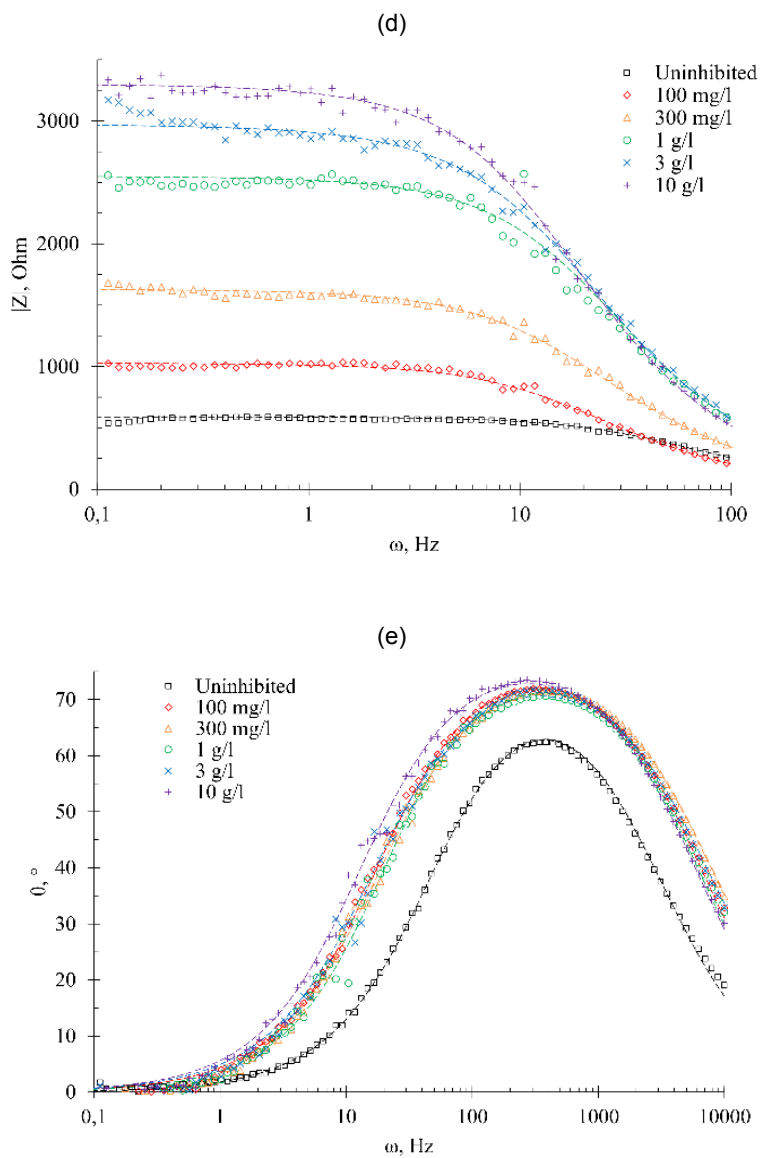 (d)
Uninhibited
100 mg/l
300 mg/l
1 g/l
3 g/l
10 g/l
|Z|, Ohm
3000
2000
1000
0
0,1
1
10
100
ω, Hz
(e)
Uninhibited
100 mg/l
300 mg/l
1 g/l
3 g/l
10 g/l
θ, °
70
60
50
40
30
20
10
0
0,1
1
10
100
1000
10000
ω, Hz